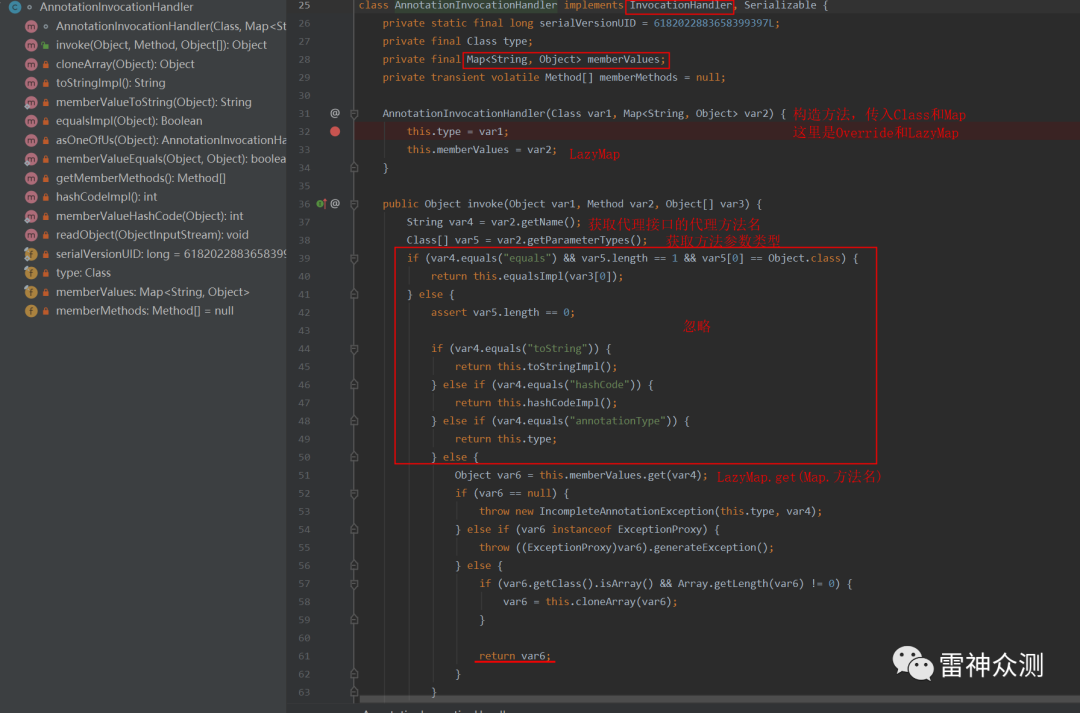 AnnotationInvocationHandler
AnnotationInvocationHandler(Class, Map<St
invoke(Object, Method, Object[]): Object
cloneArray(Object): Object
toStringImpl(): String
memberValueToString(Object): String
equalsImpl(Object): Boolean
asOneOfUs(Object): AnnotationInvocationHa
memberValueEquals(Object, Object): boolea
getMemberMethods(): Method[]
hashCodeImpl(): int
memberValueHashCode(Object): int
readObject(ObjectInputStream): void
serialVersionUID: long = 6182022883658399
type: Class
memberValues: Map<String, Object>
memberMethods: Method[] = null
25 class AnnotationInvocationHandler implements InvocationHandler, Serializable {
26 private static final long serialVersionUID = 6182022883658399397L;
27 private final Class type;
28 private final Map<String, Object> memberValues;
29 private transient volatile Method[] memberMethods = null;
30
31 @ AnnotationInvocationHandler(Class var1, Map<String, Object> var2) { 构造方法，传入Class和Map
32 this.type = var1; 这里是Override和LazyMap
33 this.memberValues = var2; LazyMap
34 }
35
36 @ public Object invoke(Object var1, Method var2, Object[] var3) {
37 String var4 = var2.getName(); 获取代理接口的代理方法名
38 Class[] var5 = var2.getParameterTypes(); 获取方法参数类型
39 if (var4.equals("equals") && var5.length == 1 && var5[0] == Object.class) {
40 return this.equalsImpl(var3[0]);
41 } else {
42 assert var5.length == 0;
43 忽略
44 if (var4.equals("toString")) {
45 return this.toStringImpl();
46 } else if (var4.equals("hashCode")) {
47 return this.hashCodeImpl();
48 } else if (var4.equals("annotationType")) {
49 return this.type;
50 } else {
51 Object var6 = this.memberValues.get(var4); LazyMap.get(Map.方法名)
52 if (var6 == null) {
53 throw new IncompleteAnnotationException(this.type, var4);
54 } else if (var6 instanceof ExceptionProxy) {
55 throw ((ExceptionProxy)var6).generateException();
56 } else {
57 if (var6.getClass().isArray() && Array.getLength(var6) != 0) {
58 var6 = this.cloneArray(var6);
59 }
60
61 return var6;
62 }
63 }
雷神众测